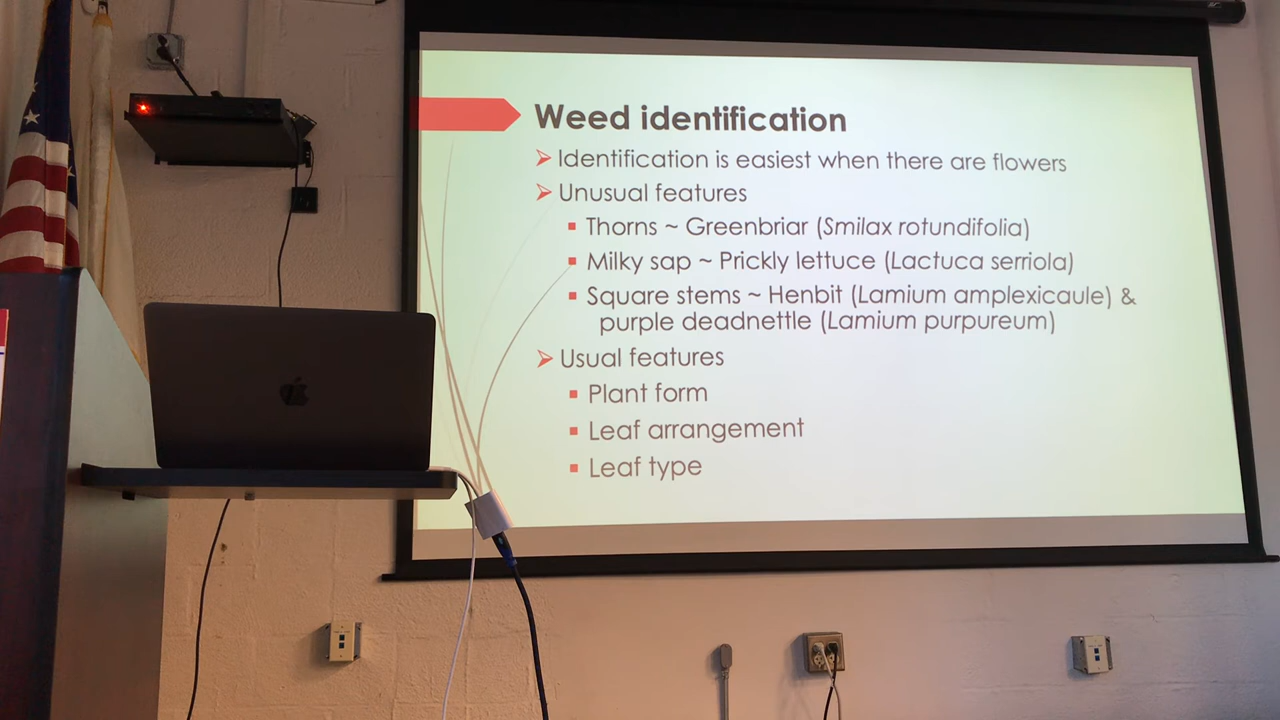 Weed identification
Identification is easiest when there are flowers
Unusual features
Thorns ~ Greenbriar (Smilax rotundifolia)
Milky sap ~ Prickly lettuce (Lactuca serriola)
Square stems ~ Henbit (Lamium amplexicaule) &
purple deadnettle (Lamium purpureum)
Usual features
Plant form
Leaf arrangement
Leaf type